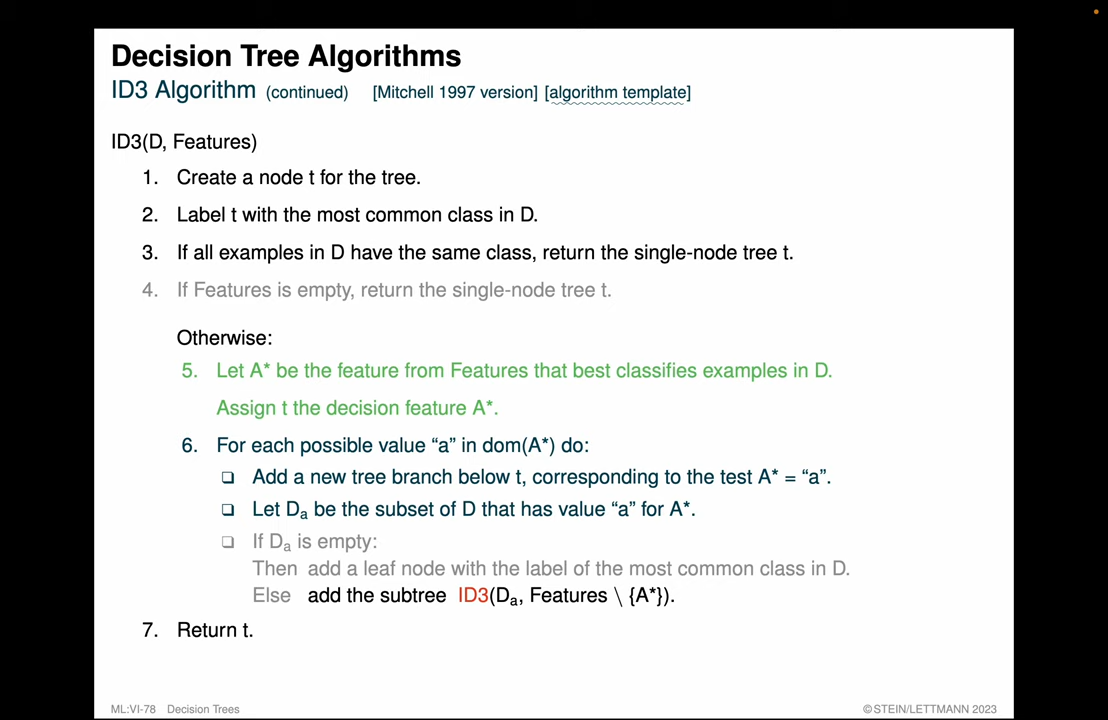 Decision Tree Algorithms
ID3 Algorithm (continued) [Mitchell 1997 version] [algorithm template]
ID3(D, Features)
1. Create a node t for the tree.
2. Label t with the most common class in D.
3. If all examples in D have the same class, return the single-node tree t.
4. If Features is empty, return the single-node tree t.
Otherwise:
5. Let A* be the feature from Features that best classifies examples in D.
Assign t the decision feature A*.
6. For each possible value “a” in dom(A*) do:
❏ Add a new tree branch below t, corresponding to the test A* = “a”.
❏ Let Da be the subset of D that has value “a” for A*.
❏ If Da is empty:
Then add a leaf node with the label of the most common class in D.
Else add the subtree ID3(Da, Features \ {A*}).
7. Return t.
ML:VI-78 Decision Trees ©STEIN/LETTMANN 2023